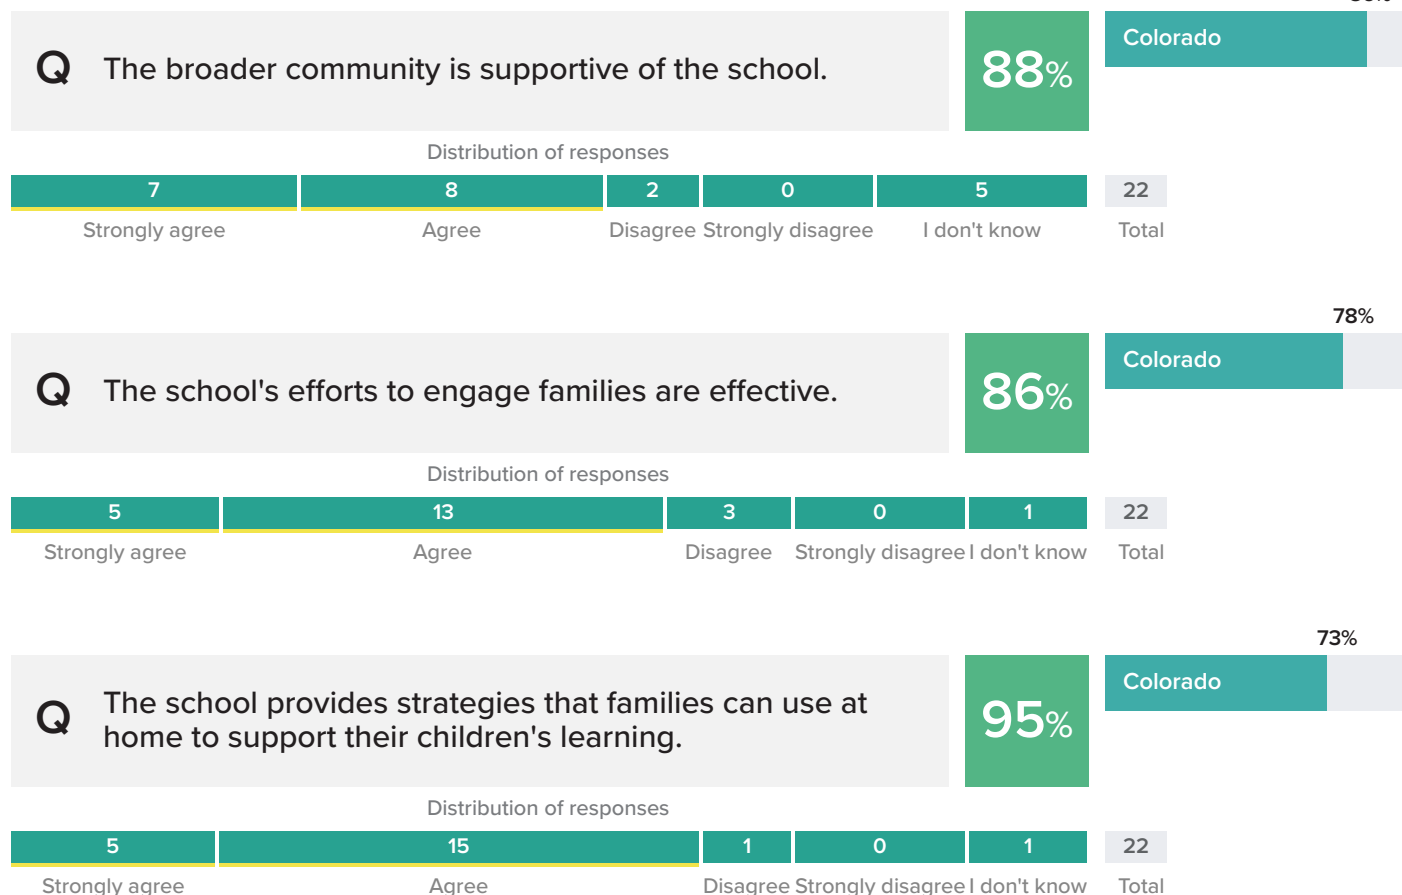 Q The broader community is supportive of the school. 88% Colorado
Distribution of responses
7 8 2 0 5 22
Strongly agree Agree Disagree Strongly disagree I don't know Total
78%
Q The school's efforts to engage families are effective. 86% Colorado
Distribution of responses
5 13 3 0 1 22
Strongly agree Agree Disagree Strongly disagree I don't know Total
73%
Q The school provides strategies that families can use at
home to support their children's learning. 95% Colorado
Distribution of responses
5 15 1 0 1 22
Strongly agree Agree Disagree Strongly disagree I don't know Total